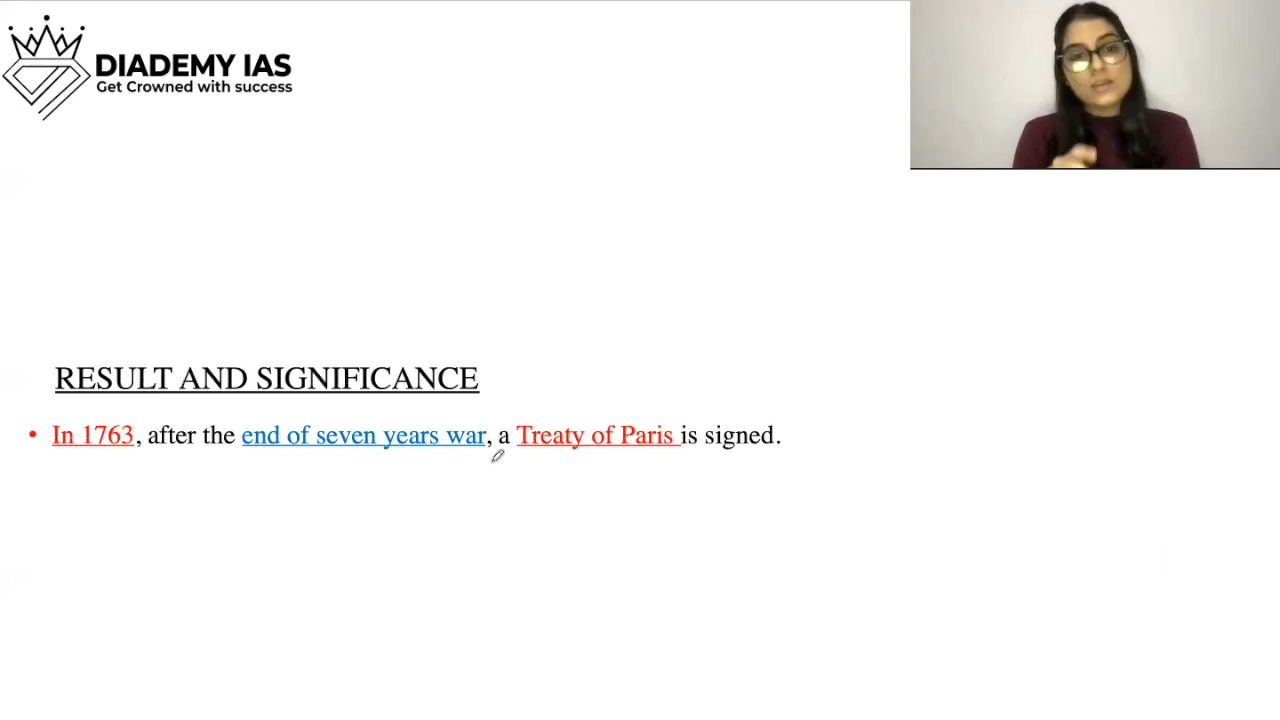 DIADEMY IAS
Get Crowned with success
RESULT AND SIGNIFICANCE
• In 1763, after the end of seven years war, a Treaty of Paris is signed.